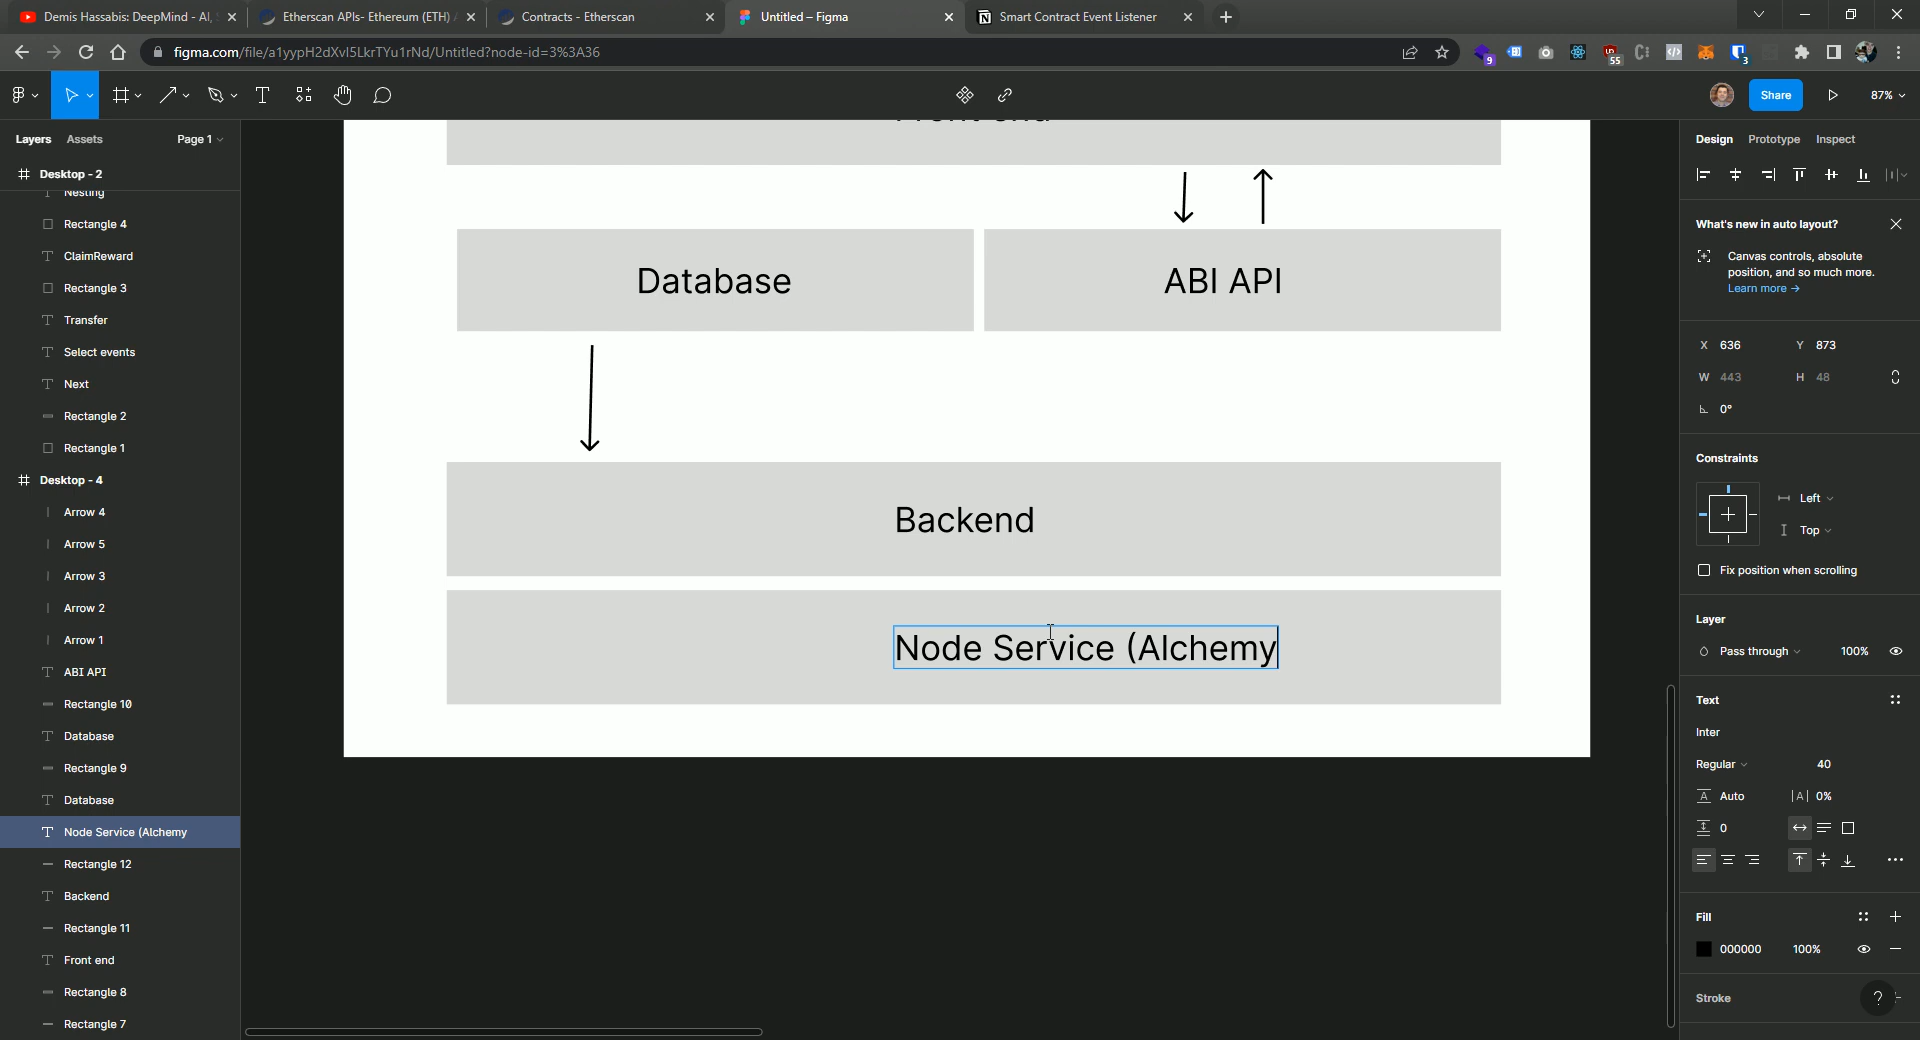 Demis Hassabis: DeepMind - AI,
Etherscan APIs- Ethereum (ETH)
Contracts - Etherscan
Untitled – Figma
Smart Contract Event Listener
figma.com/file/a1yypH2dXvI5LkrTYu1rNd/Untitled?node-id=3%3A36
9
55
3
Share
87%
Layers
Assets
Page 1
Desktop - 2
Nesting
Rectangle 4
ClaimReward
Rectangle 3
Transfer
Select events
Next
Rectangle 2
Rectangle 1
Desktop - 4
Arrow 4
Arrow 5
Arrow 3
Arrow 2
Arrow 1
ABI API
Rectangle 10
Database
Rectangle 9
Database
Node Service (Alchemy
Rectangle 12
Backend
Rectangle 11
Front end
Rectangle 8
Rectangle 7
Front end
Database
ABI API
Backend
Node Service (Alchemy
Design
Prototype
Inspect
What's new in auto layout?
Canvas controls, absolute
position, and so much more.
Learn more →
X 636
Y 873
W 443
H 48
0°
Constraints
Left
Top
Fix position when scrolling
Layer
Pass through
100%
Text
Inter
Regular
40
Auto
0%
0
Fill
000000
100%
Stroke
?